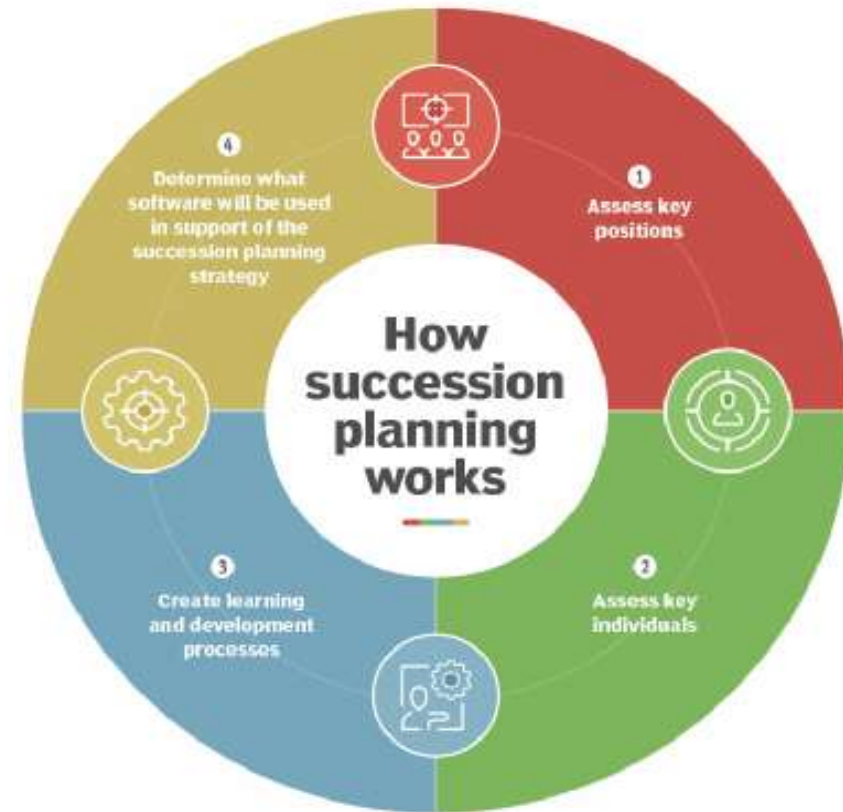 How
succession
planning
works
1
Assess key
positions
2
Assess key
individuals
3
Create learning
and development
processes
4
Determine what
software will be used
in support of the
succession planning
strategy